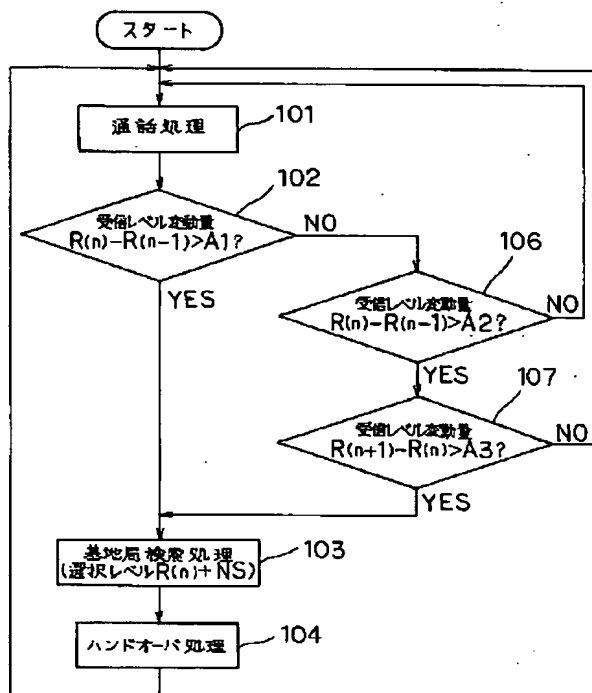 スタート
通話処理
101
102
受信レベル変動量
R(n)-R(n-1)>A1?
NO
YES
106
受信レベル変動量
R(n)-R(n-1)>A2?
NO
YES
107
受信レベル変動量
R(n+1)-R(n)>A3?
NO
YES
基地局検索処理
(選択レベルR(n)+NS)
103
ハンドオーバ処理
104